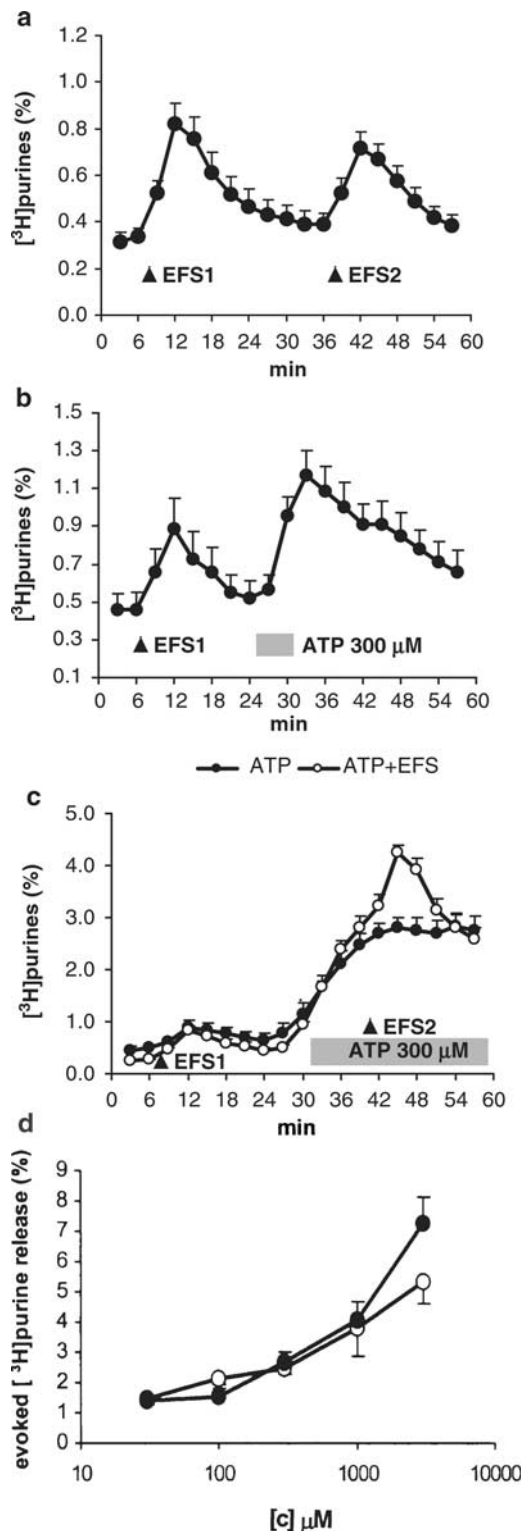 a
1.2
1.0
0.8
0.6
0.4
0.2
0.0
[³H]purines (%)
▲ EFS1
▲ EFS2
0 6 12 18 24 30 36 42 48 54 60
min
b
1.5
1.3
1.1
0.9
0.7
0.5
0.3
0.1
[³H]purines (%)
▲ EFS1
ATP 300 µM
0 6 12 18 24 30 36 42 48 54 60
min
ATP ATP+EFS
c
5.0
4.0
3.0
2.0
1.0
0.0
[³H]purines (%)
▲ EFS1
▲ EFS2
ATP 300 µM
0 6 12 18 24 30 36 42 48 54 60
min
d
9
8
7
6
5
4
3
2
1
0
evoked [³H]purine release (%)
10 100 1000 10000
[c] µM